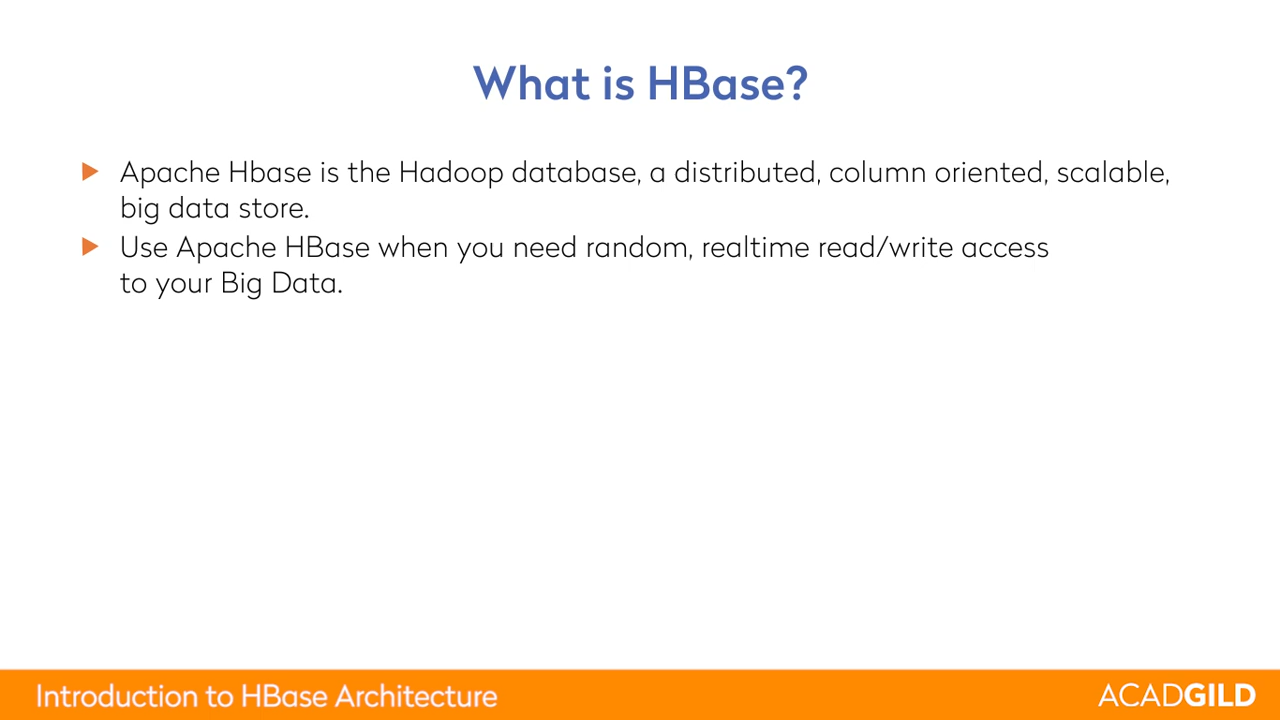 What is HBase?
Apache Hbase is the Hadoop database, a distributed, column oriented, scalable,
big data store.
Use Apache HBase when you need random, realtime read/write access
to your Big Data.
Introduction to HBase Architecture
ACADGILD